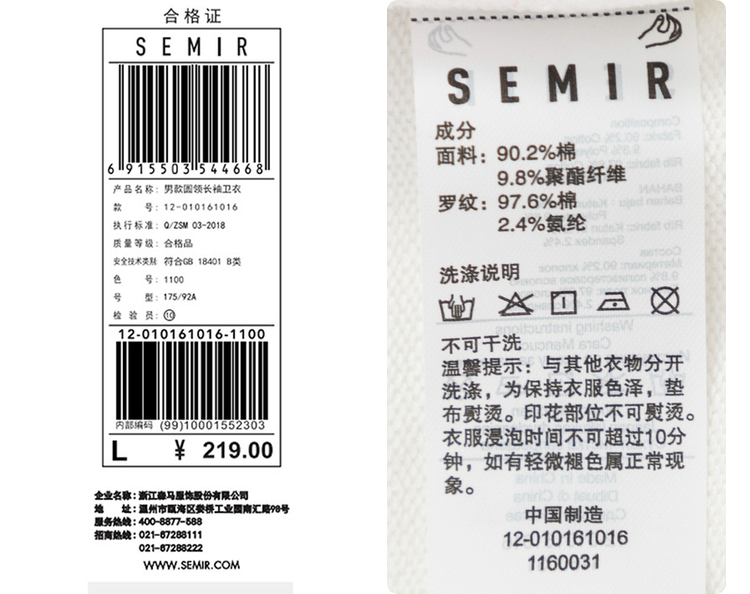 合格证
SEMIR
6 915503 544668
产品名称：男款圆领长袖卫衣
款 号：12-010161016
执行标准：Q/ZSM 03-2018
质量等级：合格品
安全技术类别：符合GB 18401 B类
色 号：1100
号 型：175/92A
检 验 员：⑩
12-010161016-1100
内部编码 (99)10001552303
L ¥ 219.00
企业名称：浙江森马服饰股份有限公司
地 址：温州市瓯海区娄桥工业园南汇路98号
服务热线：400-8877-588
招商热线：021-67288111
021-67288222
WWW.SEMIR.COM
SEMIR
成分
面料：90.2%棉
9.8%聚酯纤维
罗纹：97.6%棉
2.4%氨纶
洗涤说明
不可干洗
温馨提示：与其他衣物分开
洗涤，为保持衣服色泽，垫
布熨烫。印花部位不可熨烫。
衣服浸泡时间不可超过10分
钟，如有轻微褪色属正常现
象。
中国制造
12-010161016
1160031